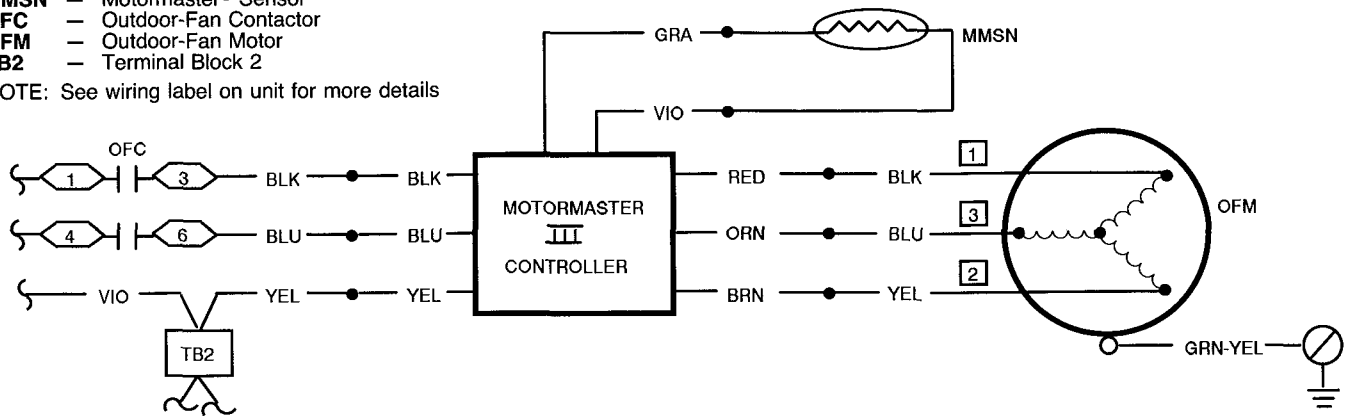 MSN — Motormaster® Sensor
FC — Outdoor-Fan Contactor
FM — Outdoor-Fan Motor
B2 — Terminal Block 2
OTE: See wiring label on unit for more details
GRA
MMSN
VIO
OFC
1
3
BLK
BLK
MOTORMASTER
III
CONTROLLER
RED
BLK
1
4
6
BLU
BLU
ORN
BLU
3
OFM
VIO
YEL
YEL
BRN
YEL
2
TB2
GRN-YEL